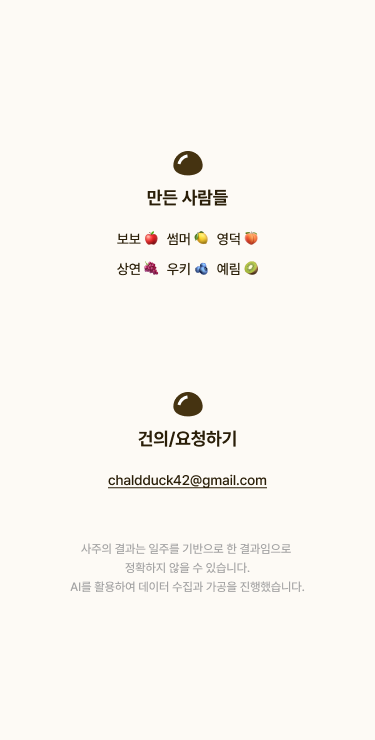 만든 사람들
보보🍎 썸머🍋 영덕🍑
상연🍇 우키🫐 예림🥝
건의/요청하기
chaldduck42@gmail.com
사주의 결과는 일주를 기반으로 한 결과임으로
정확하지 않을 수 있습니다.
AI를 활용하여 데이터 수집과 가공을 진행했습니다.